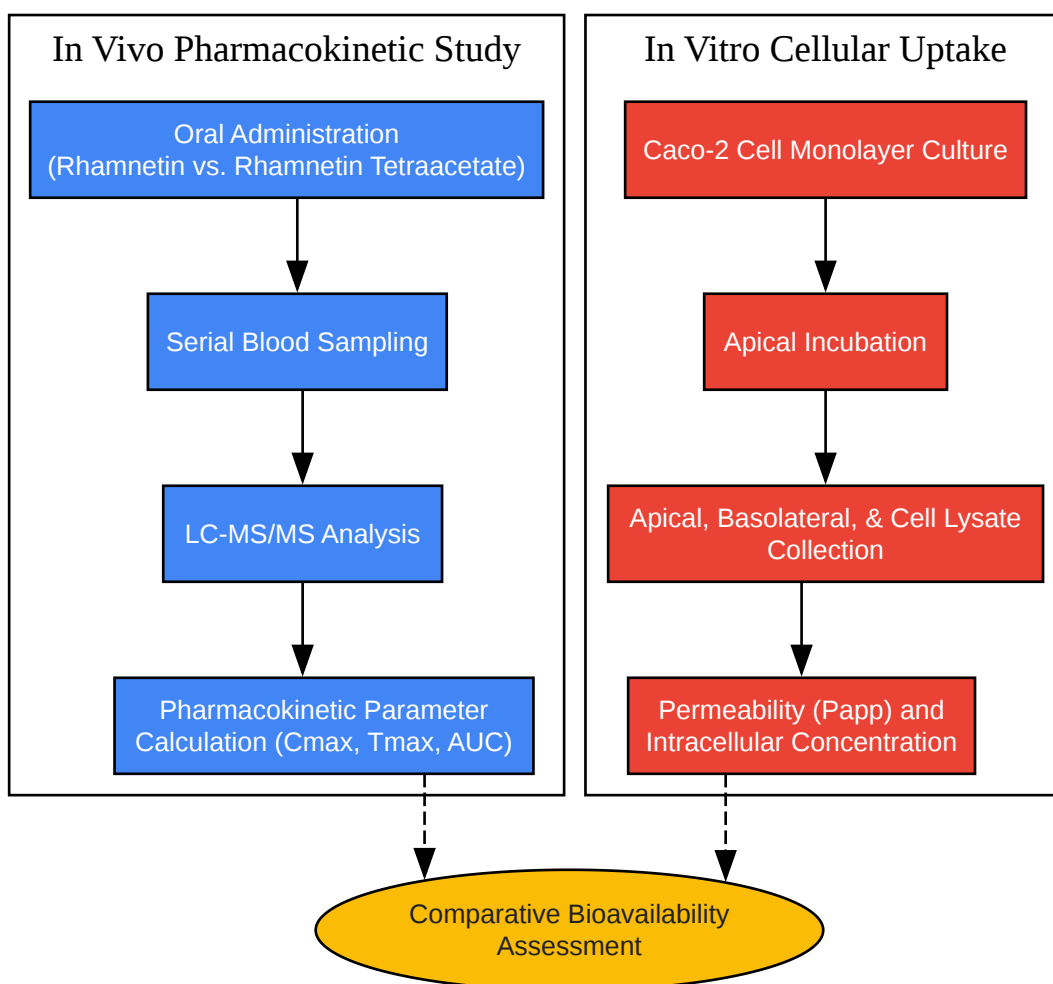 In Vivo Pharmacokinetic Study
Oral Administration
(Rhamnetin vs. Rhamnetin Tetraacetate)
Serial Blood Sampling
LC-MS/MS Analysis
Pharmacokinetic Parameter
Calculation (Cmax, Tmax, AUC)
In Vitro Cellular Uptake
Caco-2 Cell Monolayer Culture
Apical Incubation
Apical, Basolateral, & Cell Lysate
Collection
Permeability (Papp) and
Intracellular Concentration
Comparative Bioavailability
Assessment